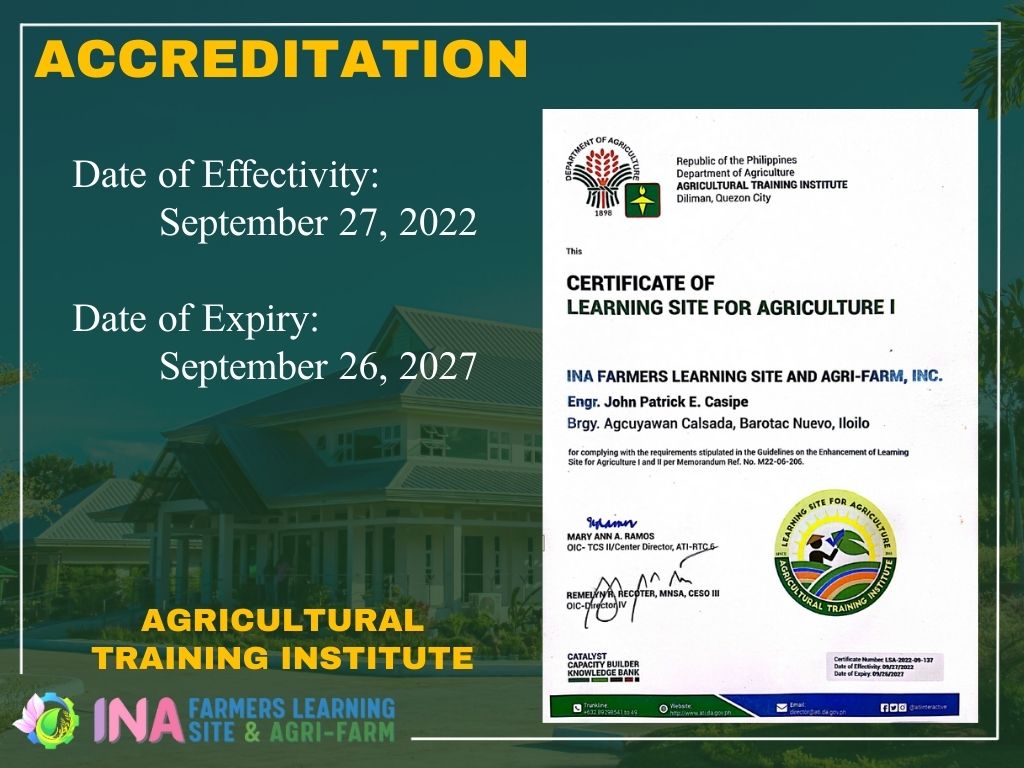 ACCREDITATION
Date of Effectivity:
September 27, 2022
Date of Expiry:
September 26, 2027
AGRICULTURAL
TRAINING INSTITUTE
INA FARMERS LEARNING
SITE & AGRI-FARM
DEPARTMENT OF AGRICULTURE
1898
Republic of the Philippines
Department of Agriculture
AGRICULTURAL TRAINING INSTITUTE
Diliman, Quezon City
This
CERTIFICATE OF
LEARNING SITE FOR AGRICULTURE I
INA FARMERS LEARNING SITE AND AGRI-FARM, INC.
Engr. John Patrick E. Casipe
Brgy. Agcuyawan Calsada, Barotac Nuevo, Iloilo
for complying with the requirements stipulated in the Guidelines on the Enhancement of Learning
Site for Agriculture I and II per Memorandum Ref. No. M22-06-206.
MARY ANN A. RAMOS
OIC- TCS II/Center Director, ATI-RTC 6
REMELYN R. RECOTER, MNSA, CESO III
OIC-Director IV
LEARNING SITE FOR AGRICULTURE
AGRICULTURAL TRAINING INSTITUTE
CATALYST
CAPACITY BUILDER
KNOWLEDGE BANK
Certificate Number: LSA-2022-09-137
Date of Effectivity: 09/27/2022
Date of Expiry: 09/26/2027
Trunkline:
+632.89298541 to 49
Website:
http://www.ati.da.gov.ph
Email:
director@ati.da.gov.ph
@atiinteractive